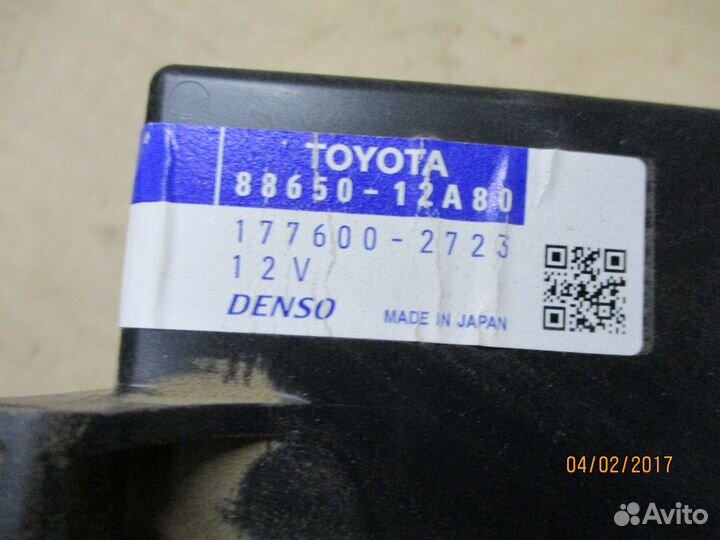 TOYOTA
88650-12A80
177600-2723
12V
DENSO MADE IN JAPAN
04/02/2017
Avito